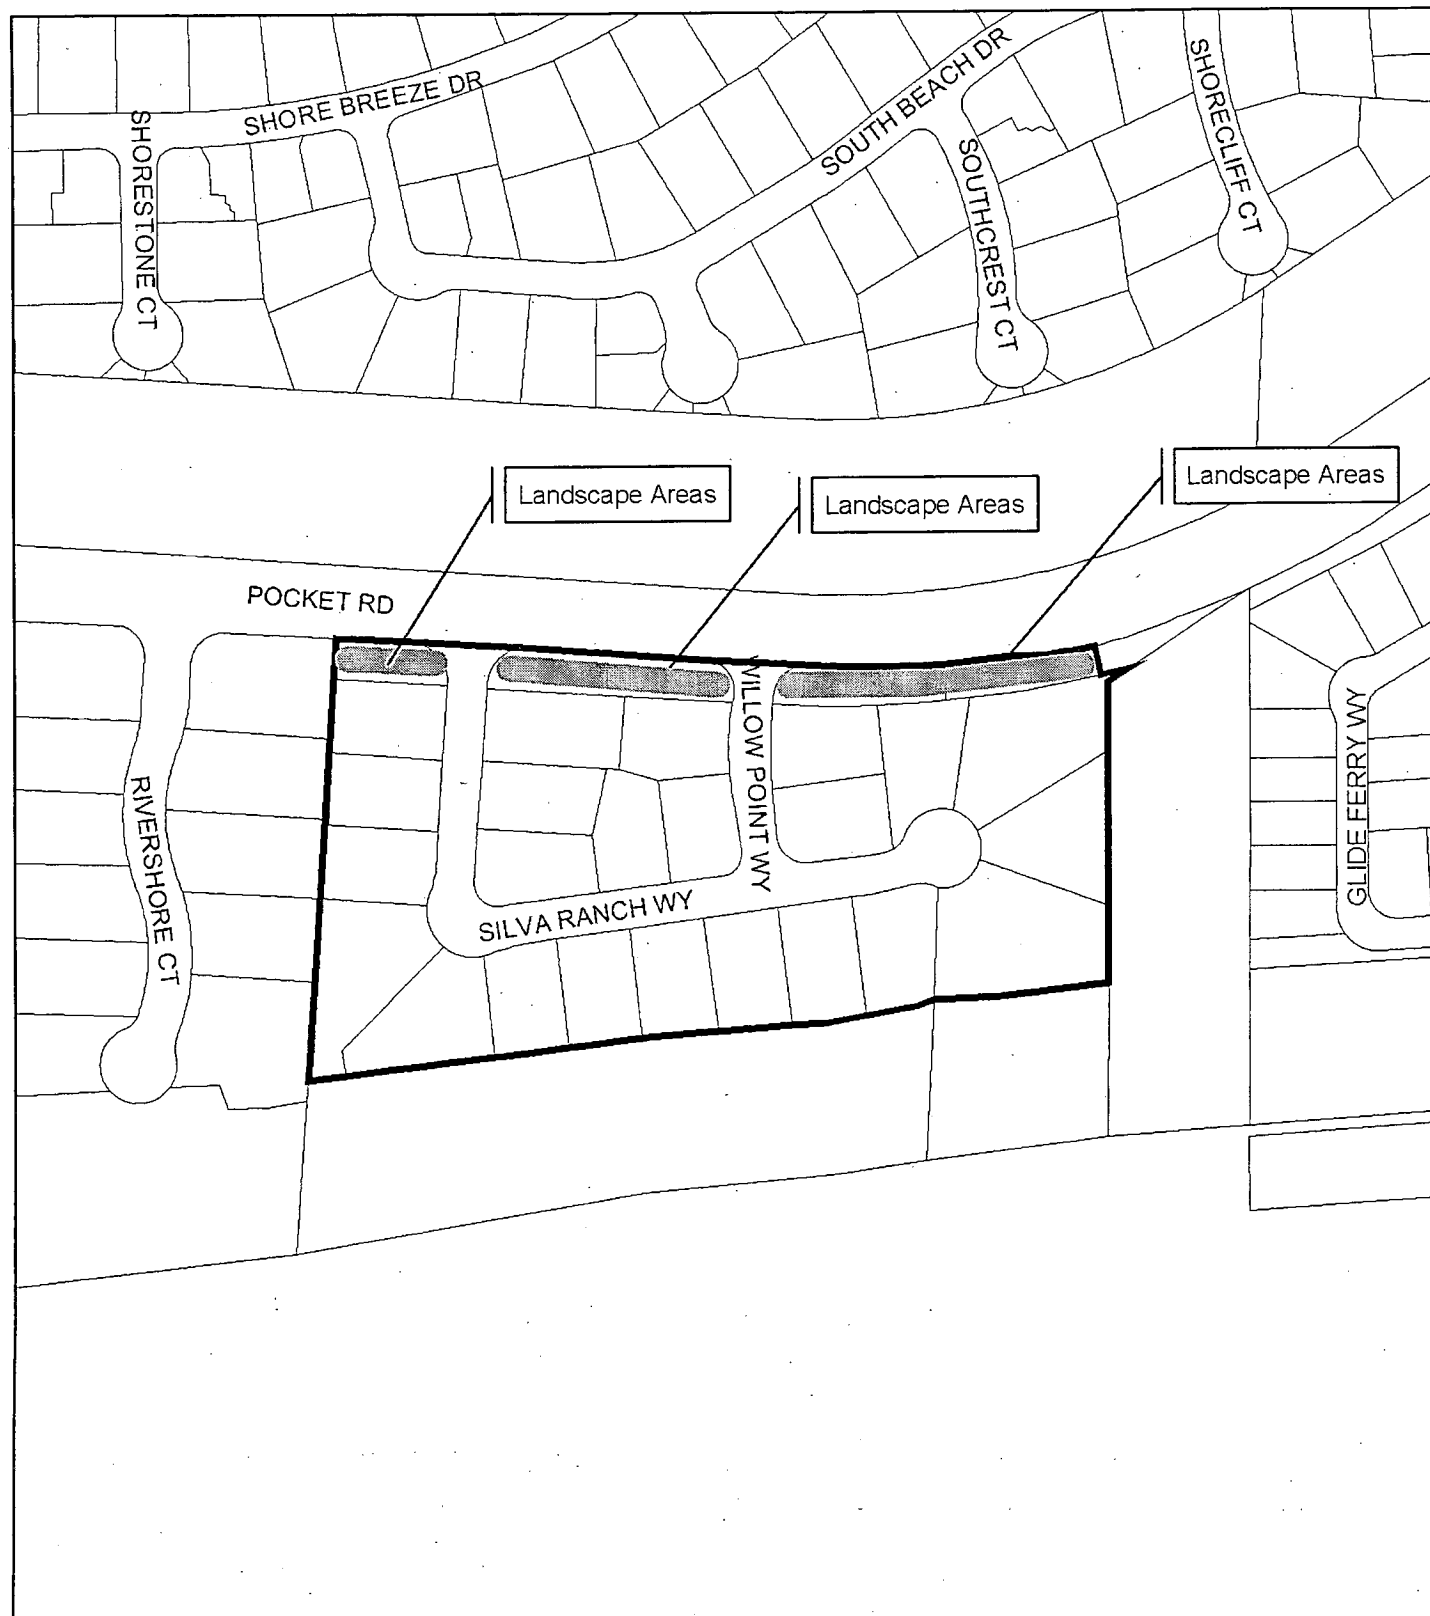 SHORE BREEZE DR
SHORESTONE CT
SOUTH BEACH DR
SOUTHCREST CT
SHORECLIFF CT
Landscape Areas
Landscape Areas
Landscape Areas
POCKET RD
WILLOW POINT WY
RIVERSHORE CT
SILVA RANCH WY
GLIDE FERRY WY